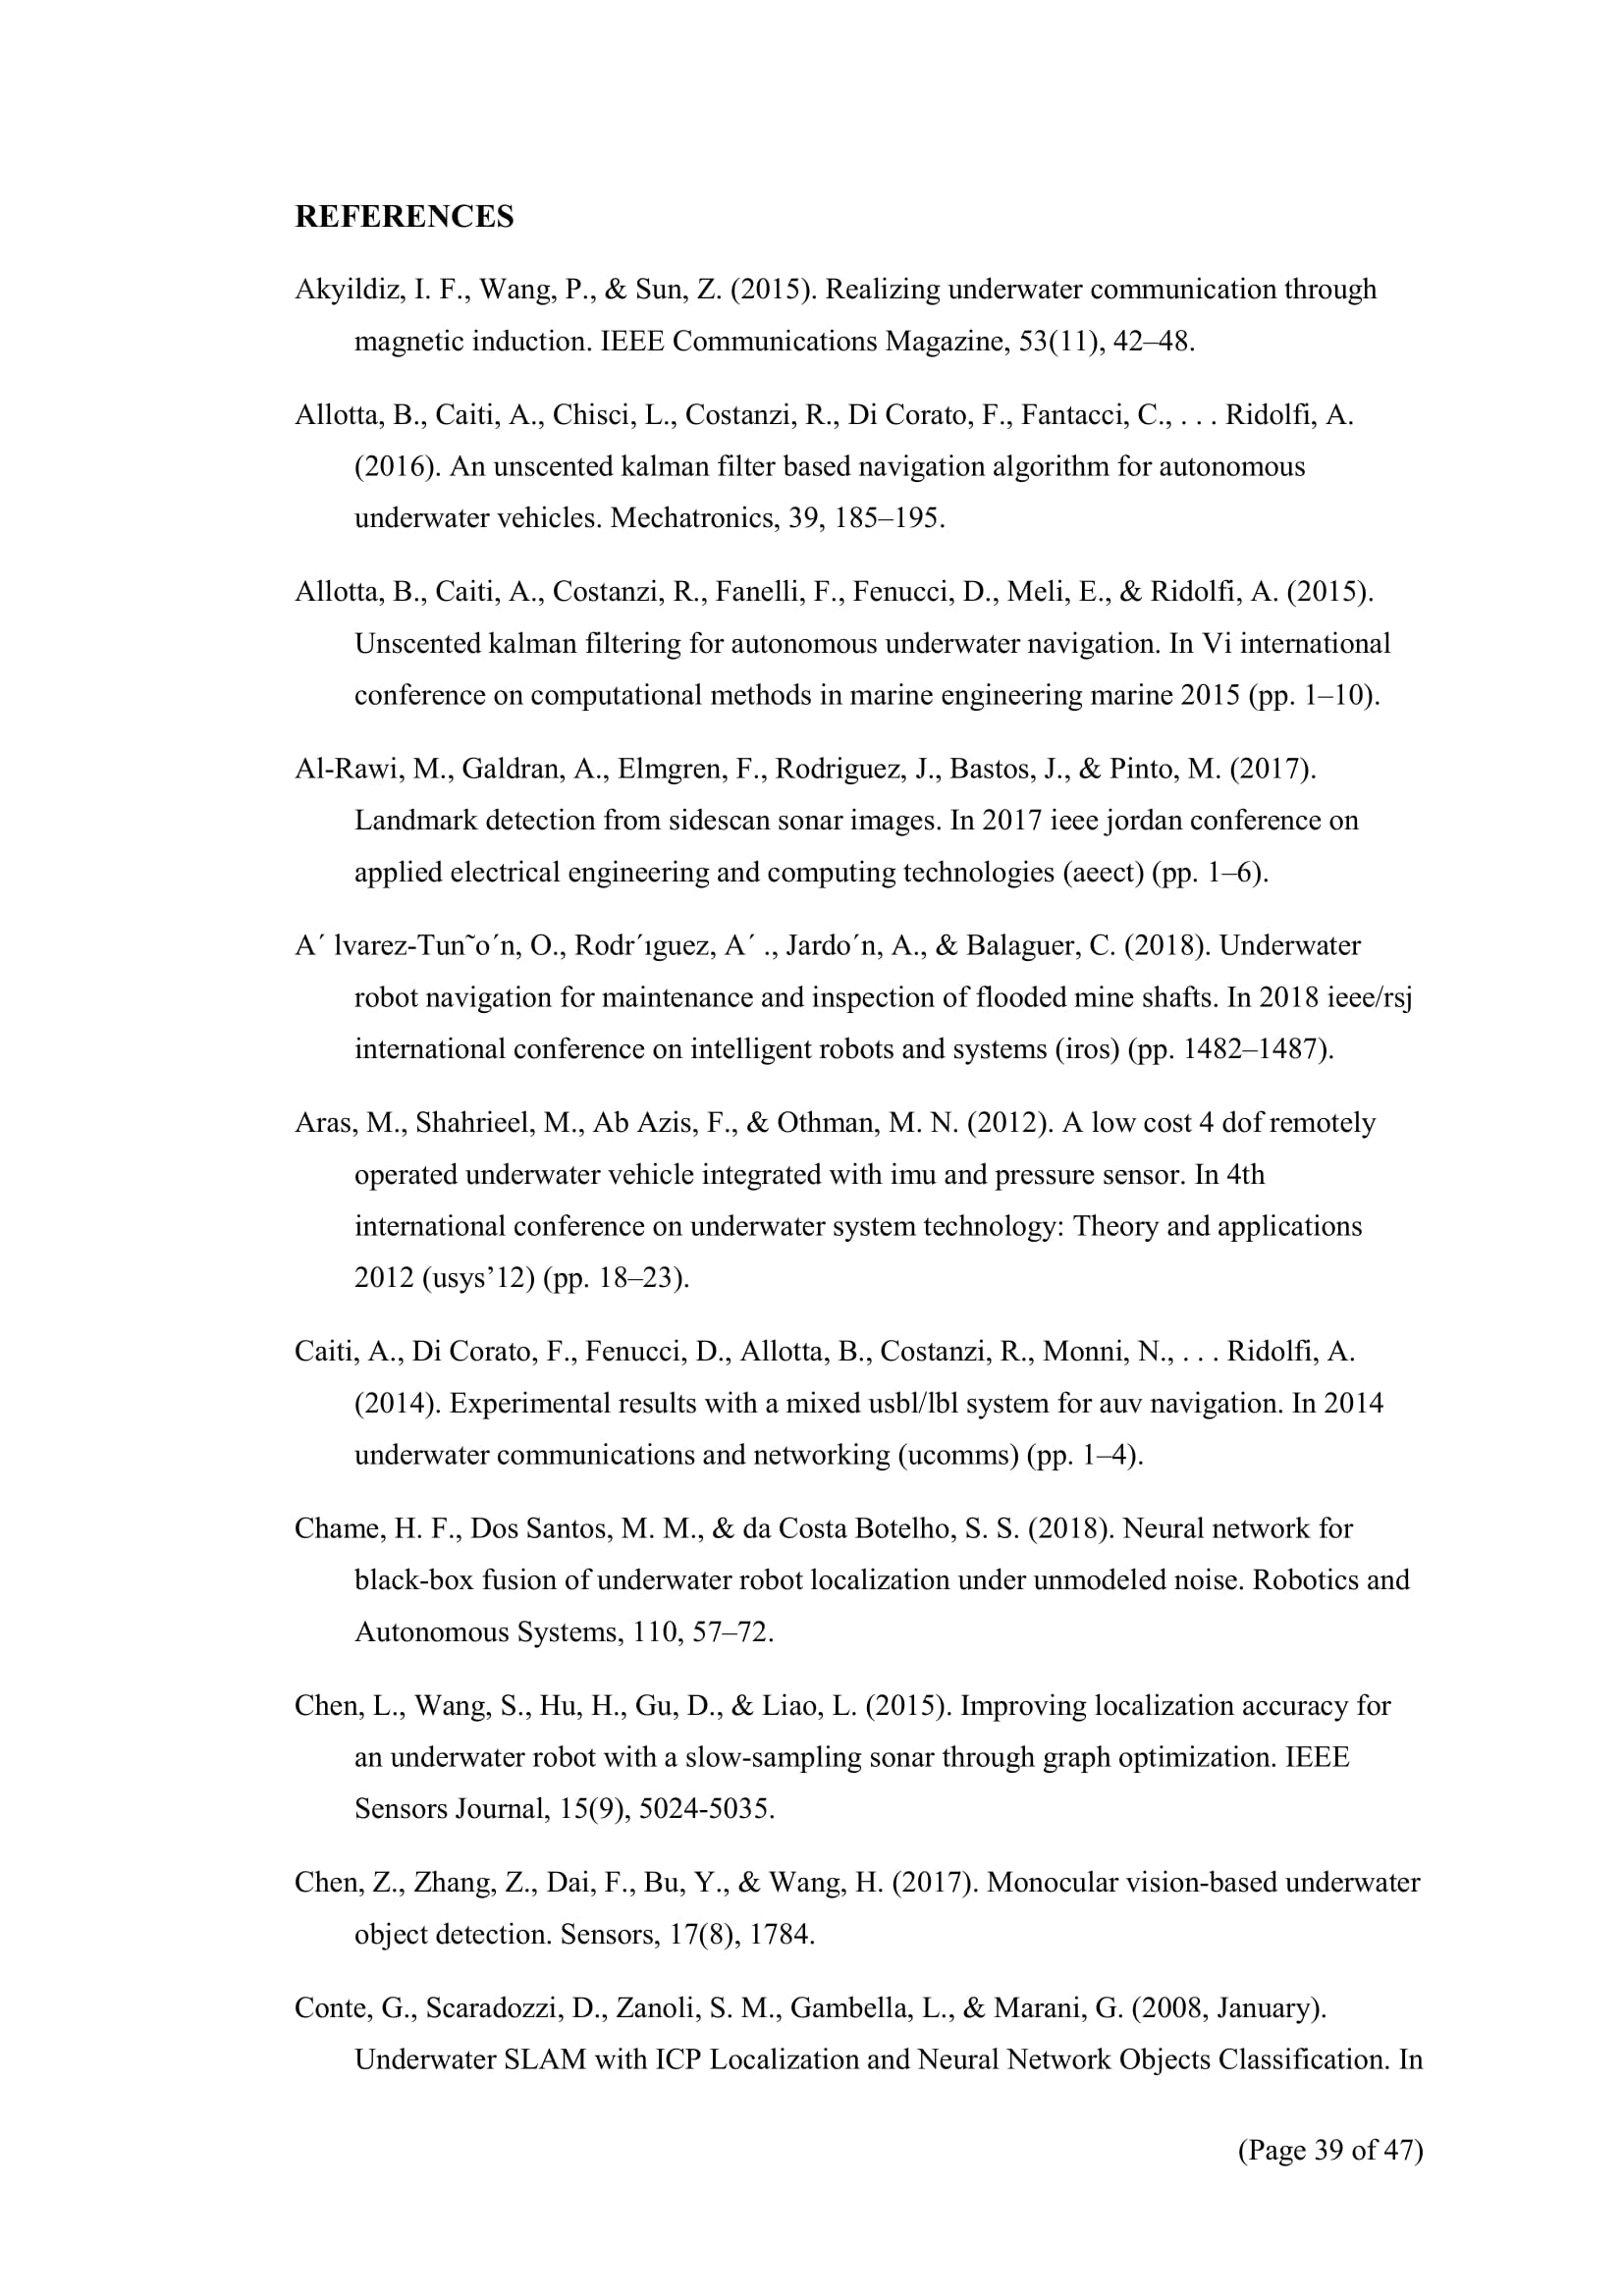 REFERENCES
Akyildiz, I. F., Wang, P., & Sun, Z. (2015). Realizing underwater communication through
magnetic induction. IEEE Communications Magazine, 53(11), 42–48.
Allotta, B., Caiti, A., Chisci, L., Costanzi, R., Di Corato, F., Fantacci, C., . . . Ridolfi, A.
(2016). An unscented kalman filter based navigation algorithm for autonomous
underwater vehicles. Mechatronics, 39, 185–195.
Allotta, B., Caiti, A., Costanzi, R., Fanelli, F., Fenucci, D., Meli, E., & Ridolfi, A. (2015).
Unscented kalman filtering for autonomous underwater navigation. In Vi international
conference on computational methods in marine engineering marine 2015 (pp. 1–10).
Al-Rawi, M., Galdran, A., Elmgren, F., Rodriguez, J., Bastos, J., & Pinto, M. (2017).
Landmark detection from sidescan sonar images. In 2017 ieee jordan conference on
applied electrical engineering and computing technologies (aeect) (pp. 1–6).
A´ lvarez-Tun˜o´n, O., Rodr´ıguez, A´ ., Jardo´n, A., & Balaguer, C. (2018). Underwater
robot navigation for maintenance and inspection of flooded mine shafts. In 2018 ieee/rsj
international conference on intelligent robots and systems (iros) (pp. 1482–1487).
Aras, M., Shahrieel, M., Ab Azis, F., & Othman, M. N. (2012). A low cost 4 dof remotely
operated underwater vehicle integrated with imu and pressure sensor. In 4th
international conference on underwater system technology: Theory and applications
2012 (usys’12) (pp. 18–23).
Caiti, A., Di Corato, F., Fenucci, D., Allotta, B., Costanzi, R., Monni, N., . . . Ridolfi, A.
(2014). Experimental results with a mixed usbl/lbl system for auv navigation. In 2014
underwater communications and networking (ucomms) (pp. 1–4).
Chame, H. F., Dos Santos, M. M., & da Costa Botelho, S. S. (2018). Neural network for
black-box fusion of underwater robot localization under unmodeled noise. Robotics and
Autonomous Systems, 110, 57–72.
Chen, L., Wang, S., Hu, H., Gu, D., & Liao, L. (2015). Improving localization accuracy for
an underwater robot with a slow-sampling sonar through graph optimization. IEEE
Sensors Journal, 15(9), 5024-5035.
Chen, Z., Zhang, Z., Dai, F., Bu, Y., & Wang, H. (2017). Monocular vision-based underwater
object detection. Sensors, 17(8), 1784.
Conte, G., Scaradozzi, D., Zanoli, S. M., Gambella, L., & Marani, G. (2008, January).
Underwater SLAM with ICP Localization and Neural Network Objects Classification. In
(Page 39 of 47)